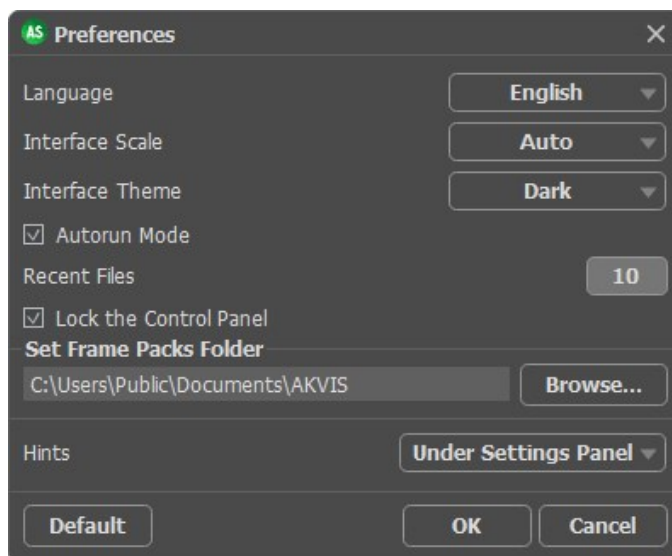 AS Preferences
Language English
Interface Scale Auto
Interface Theme Dark
Autorun Mode
Recent Files 10
Lock the Control Panel
Set Frame Packs Folder
C:\Users\Public\Documents\AKVIS Browse...
Hints Under Settings Panel
Default OK Cancel